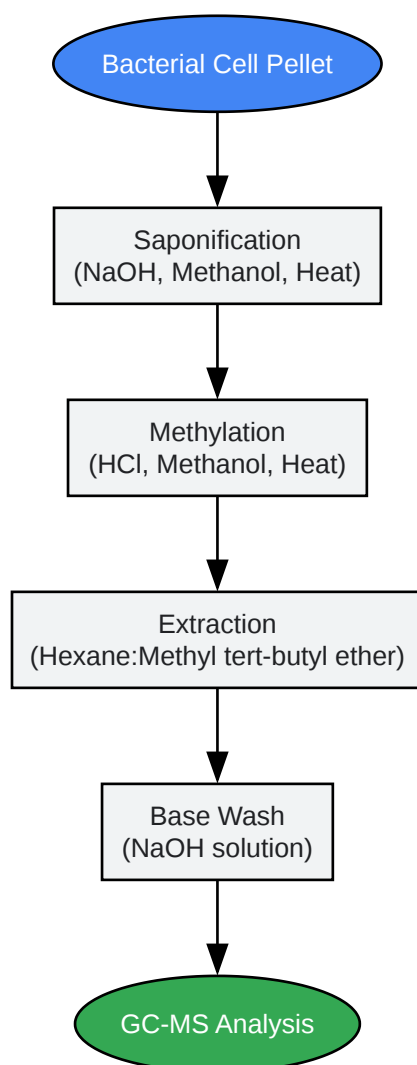 Bacterial Cell Pellet
Saponification
(NaOH, Methanol, Heat)
Methylation
(HCl, Methanol, Heat)
Extraction
(Hexane:Methyl tert-butyl ether)
Base Wash
(NaOH solution)
GC-MS Analysis